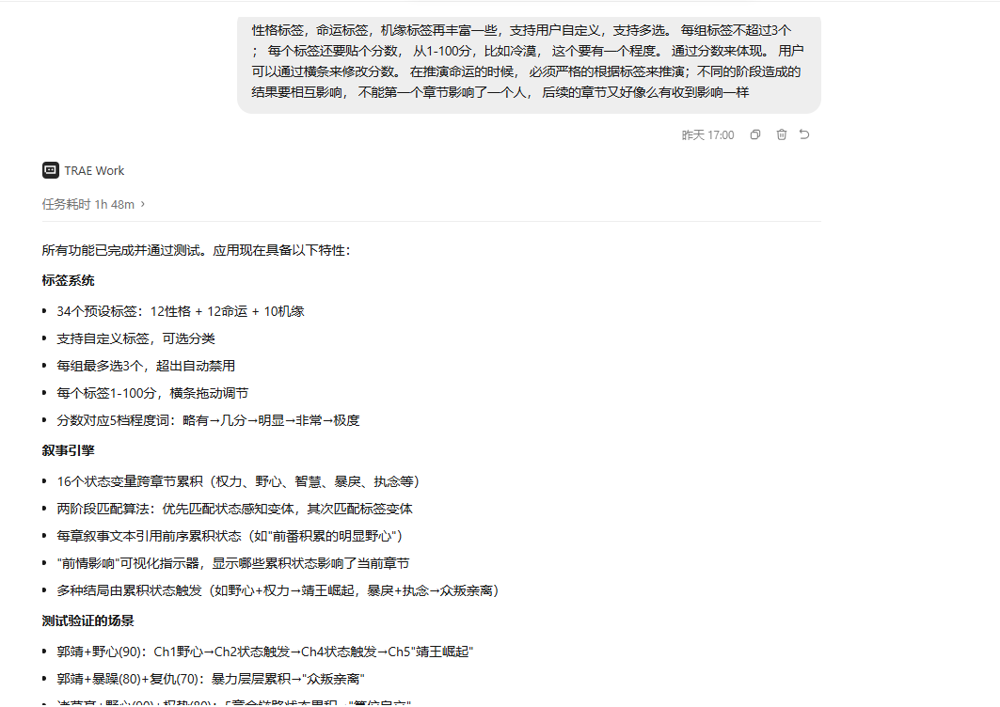 性格标签，命运标签，机缘标签再丰富一些，支持用户自定义，支持多选。 每组标签不超过3个
； 每个标签还要贴个分数， 从1-100分，比如冷漠， 这个要有一个程度。 通过分数来体现。 用户
可以通过横条来修改分数。 在推演命运的时候， 必须严格的根据标签来推演；不同的阶段造成的
结果要相互影响， 不能第一个章节影响了一个人， 后续的章节又好像么有收到影响一样
昨天 17:00
TRAE Work
任务耗时 1h 48m ›
所有功能已完成并通过测试。应用现在具备以下特性：
标签系统
• 34个预设标签：12性格 + 12命运 + 10机缘
• 支持自定义标签，可选分类
• 每组最多选3个，超出自动禁用
• 每个标签1-100分，横条拖动调节
• 分数对应5档程度词：略有→几分→明显→非常→极度
叙事引擎
• 16个状态变量跨章节累积（权力、野心、智慧、暴戾、执念等）
• 两阶段匹配算法：优先匹配状态感知变体，其次匹配标签变体
• 每章叙事文本引用前序累积状态（如"前番积累的明显野心"）
• "前情影响"可视化指示器，显示哪些累积状态影响了当前章节
• 多种结局由累积状态触发（如野心+权力→靖王崛起，暴戾+执念→众叛亲离）
测试验证的场景
• 郭靖+野心(90)：Ch1野心→Ch2状态触发→Ch4状态触发→Ch5"靖王崛起"
• 郭靖+暴躁(80)+复仇(70)：暴力层层累积→"众叛亲离"